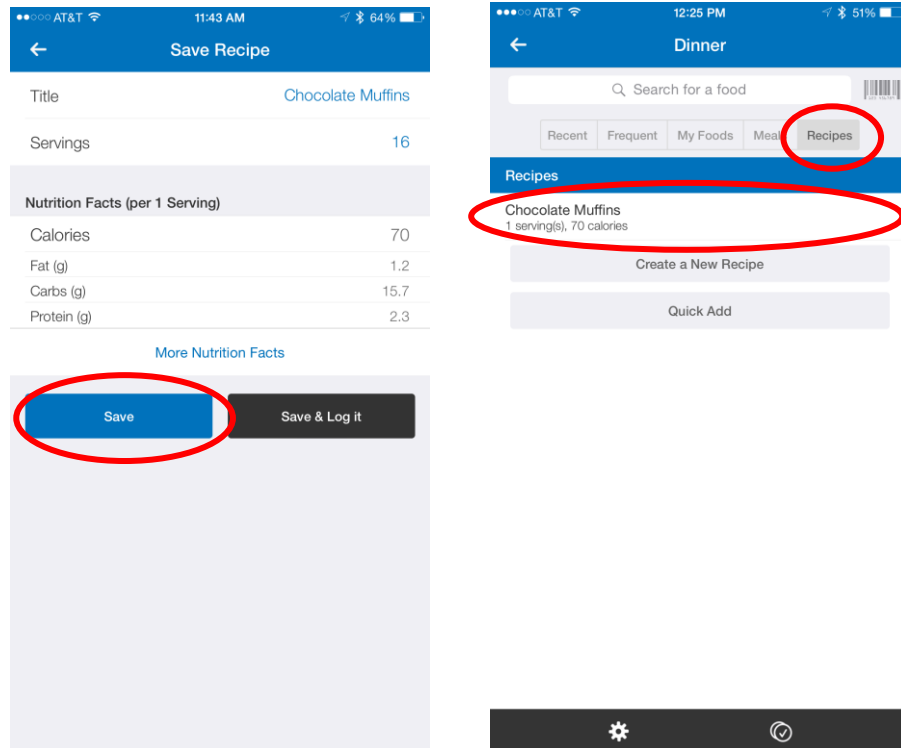 AT&T 11:43 AM 64%
Save Recipe
Title Chocolate Muffins
Servings 16
Nutrition Facts (per 1 Serving)
Calories 70
Fat (g) 1.2
Carbs (g) 15.7
Protein (g) 2.3
More Nutrition Facts
Save Save & Log it
AT&T 12:25 PM 51%
Dinner
Search for a food
Recent Frequent My Foods Meal Recipes
Recipes
Chocolate Muffins
1 serving(s), 70 calories
Create a New Recipe
Quick Add